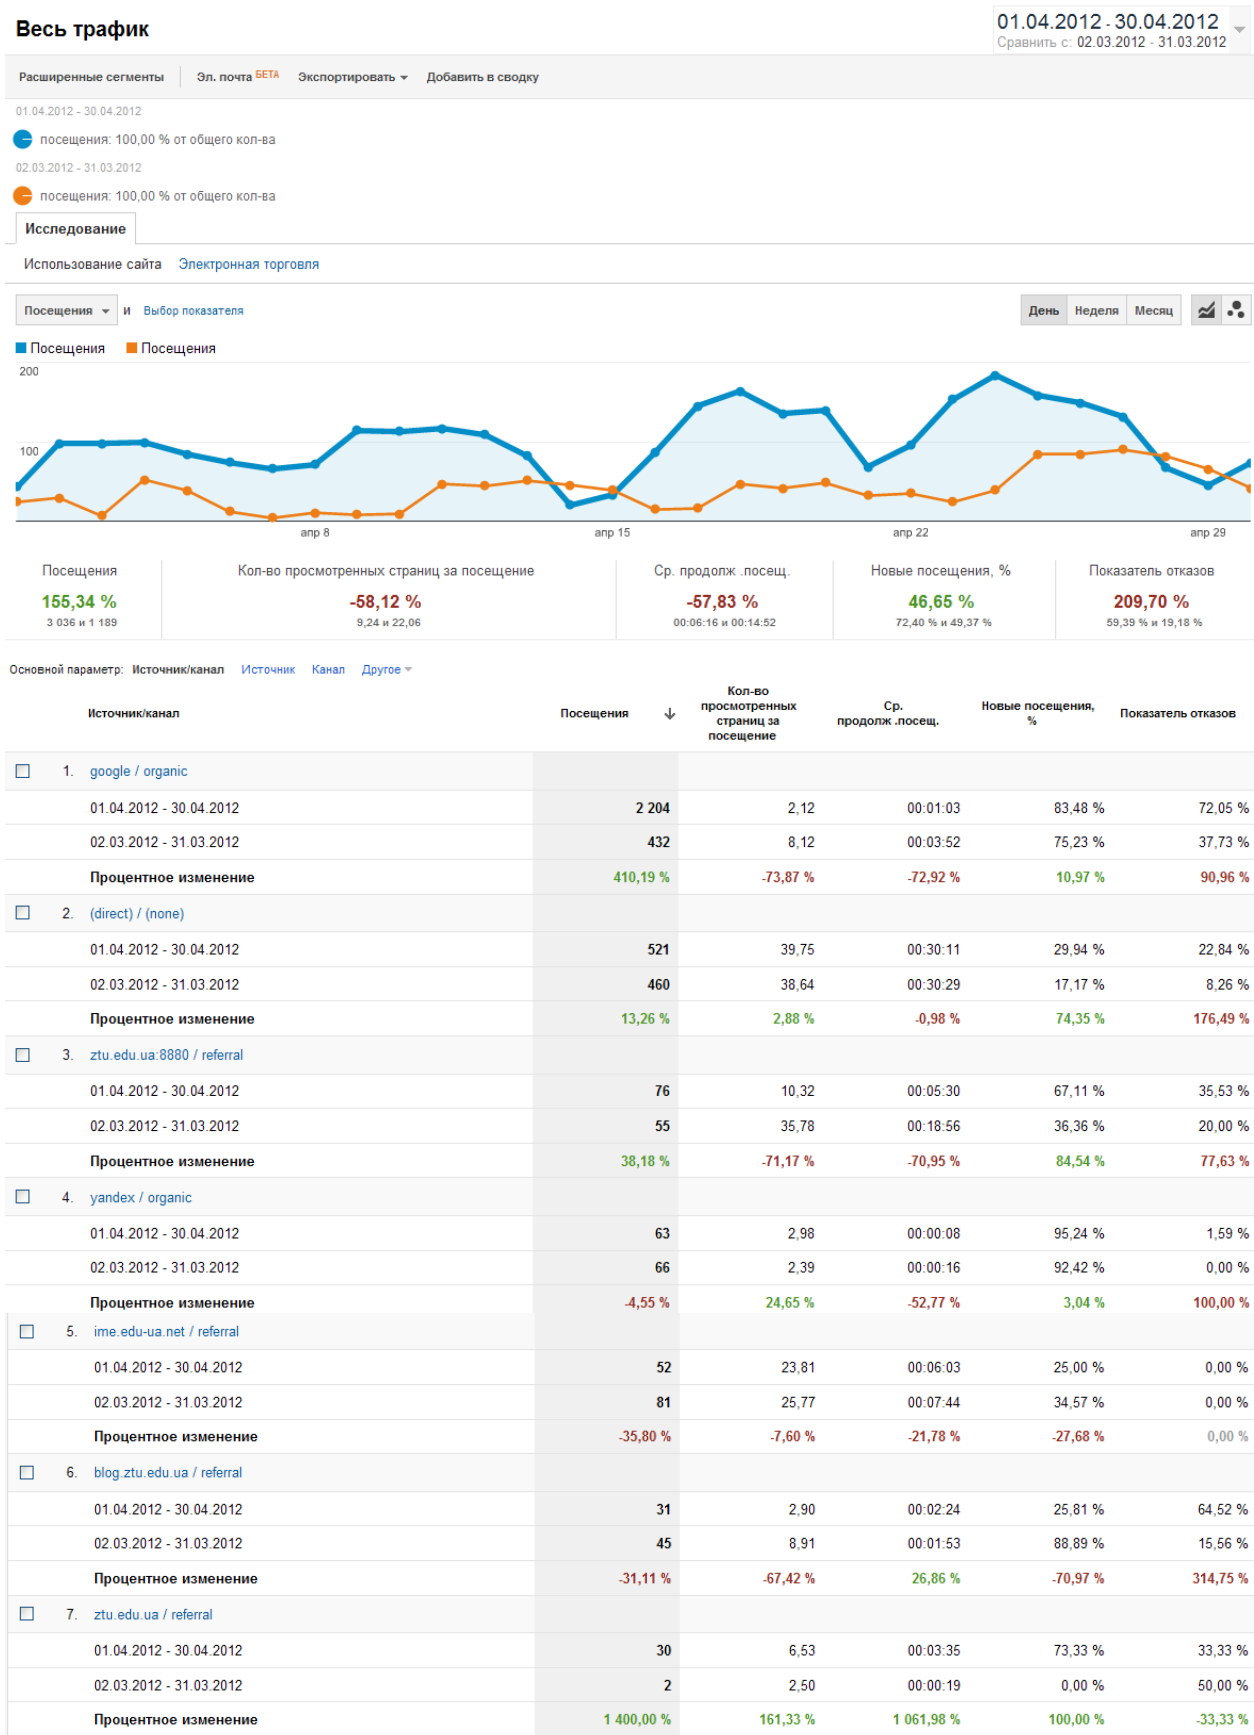 Весь трафик
01.04.2012 - 30.04.2012
Сравнить с: 02.03.2012 - 31.03.2012
Расширенные сегменты Эл. почта БЕТА Экспортировать Добавить в сводку
01.04.2012 - 30.04.2012
посещения: 100,00 % от общего кол-ва
02.03.2012 - 31.03.2012
посещения: 100,00 % от общего кол-ва
Исследование
Использование сайта Электронная торговля
Посещения и Выбор показателя День Неделя Месяц
Посещения Посещения
200
100
апр 8 апр 15 апр 22 апр 29
Посещения Кол-во просмотренных страниц за посещение Ср. продолж .посещ. Новые посещения, % Показатель отказов
155,34 % -58,12 % -57,83 % 46,65 % 209,70 %
3 036 и 1 189 9,24 и 22,06 00:06:16 и 00:14:52 72,40 % и 49,37 % 59,39 % и 19,18 %
Основной параметр: Источник/канал Источник Канал Другое
Источник/канал Посещения Кол-во просмотренных страниц за посещение Ср. продолж .посещ. Новые посещения, % Показатель отказов
1. google / organic
01.04.2012 - 30.04.2012 2 204 2,12 00:01:03 83,48 % 72,05 %
02.03.2012 - 31.03.2012 432 8,12 00:03:52 75,23 % 37,73 %
Процентное изменение 410,19 % -73,87 % -72,92 % 10,97 % 90,96 %
2. (direct) / (none)
01.04.2012 - 30.04.2012 521 39,75 00:30:11 29,94 % 22,84 %
02.03.2012 - 31.03.2012 460 38,64 00:30:29 17,17 % 8,26 %
Процентное изменение 13,26 % 2,88 % -0,98 % 74,35 % 176,49 %
3. ztu.edu.ua:8880 / referral
01.04.2012 - 30.04.2012 76 10,32 00:05:30 67,11 % 35,53 %
02.03.2012 - 31.03.2012 55 35,78 00:18:56 36,36 % 20,00 %
Процентное изменение 38,18 % -71,17 % -70,95 % 84,54 % 77,63 %
4. yandex / organic
01.04.2012 - 30.04.2012 63 2,98 00:00:08 95,24 % 1,59 %
02.03.2012 - 31.03.2012 66 2,39 00:00:16 92,42 % 0,00 %
Процентное изменение -4,55 % 24,65 % -52,77 % 3,04 % 100,00 %
5. ime.edu-ua.net / referral
01.04.2012 - 30.04.2012 52 23,81 00:06:03 25,00 % 0,00 %
02.03.2012 - 31.03.2012 81 25,77 00:07:44 34,57 % 0,00 %
Процентное изменение -35,80 % -7,60 % -21,78 % -27,68 % 0,00 %
6. blog.ztu.edu.ua / referral
01.04.2012 - 30.04.2012 31 2,90 00:02:24 25,81 % 64,52 %
02.03.2012 - 31.03.2012 45 8,91 00:01:53 88,89 % 15,56 %
Процентное изменение -31,11 % -67,42 % 26,86 % -70,97 % 314,75 %
7. ztu.edu.ua / referral
01.04.2012 - 30.04.2012 30 6,53 00:03:35 73,33 % 33,33 %
02.03.2012 - 31.03.2012 2 2,50 00:00:19 0,00 % 50,00 %
Процентное изменение 1 400,00 % 161,33 % 1 061,98 % 100,00 % -33,33 %